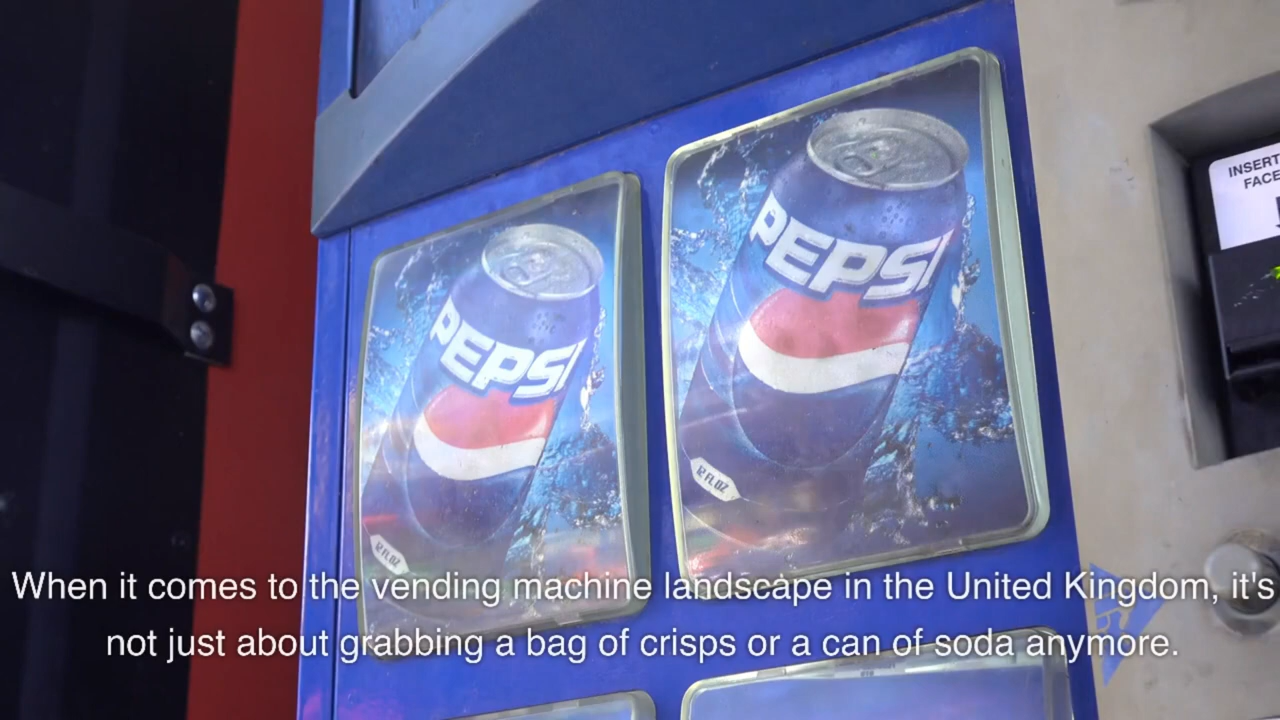 INSERT
FACE
PEPSI
PEPSI
12 FL OZ
12 FL OZ
When it comes to the vending machine landscape in the United Kingdom, it's
not just about grabbing a bag of crisps or a can of soda anymore.